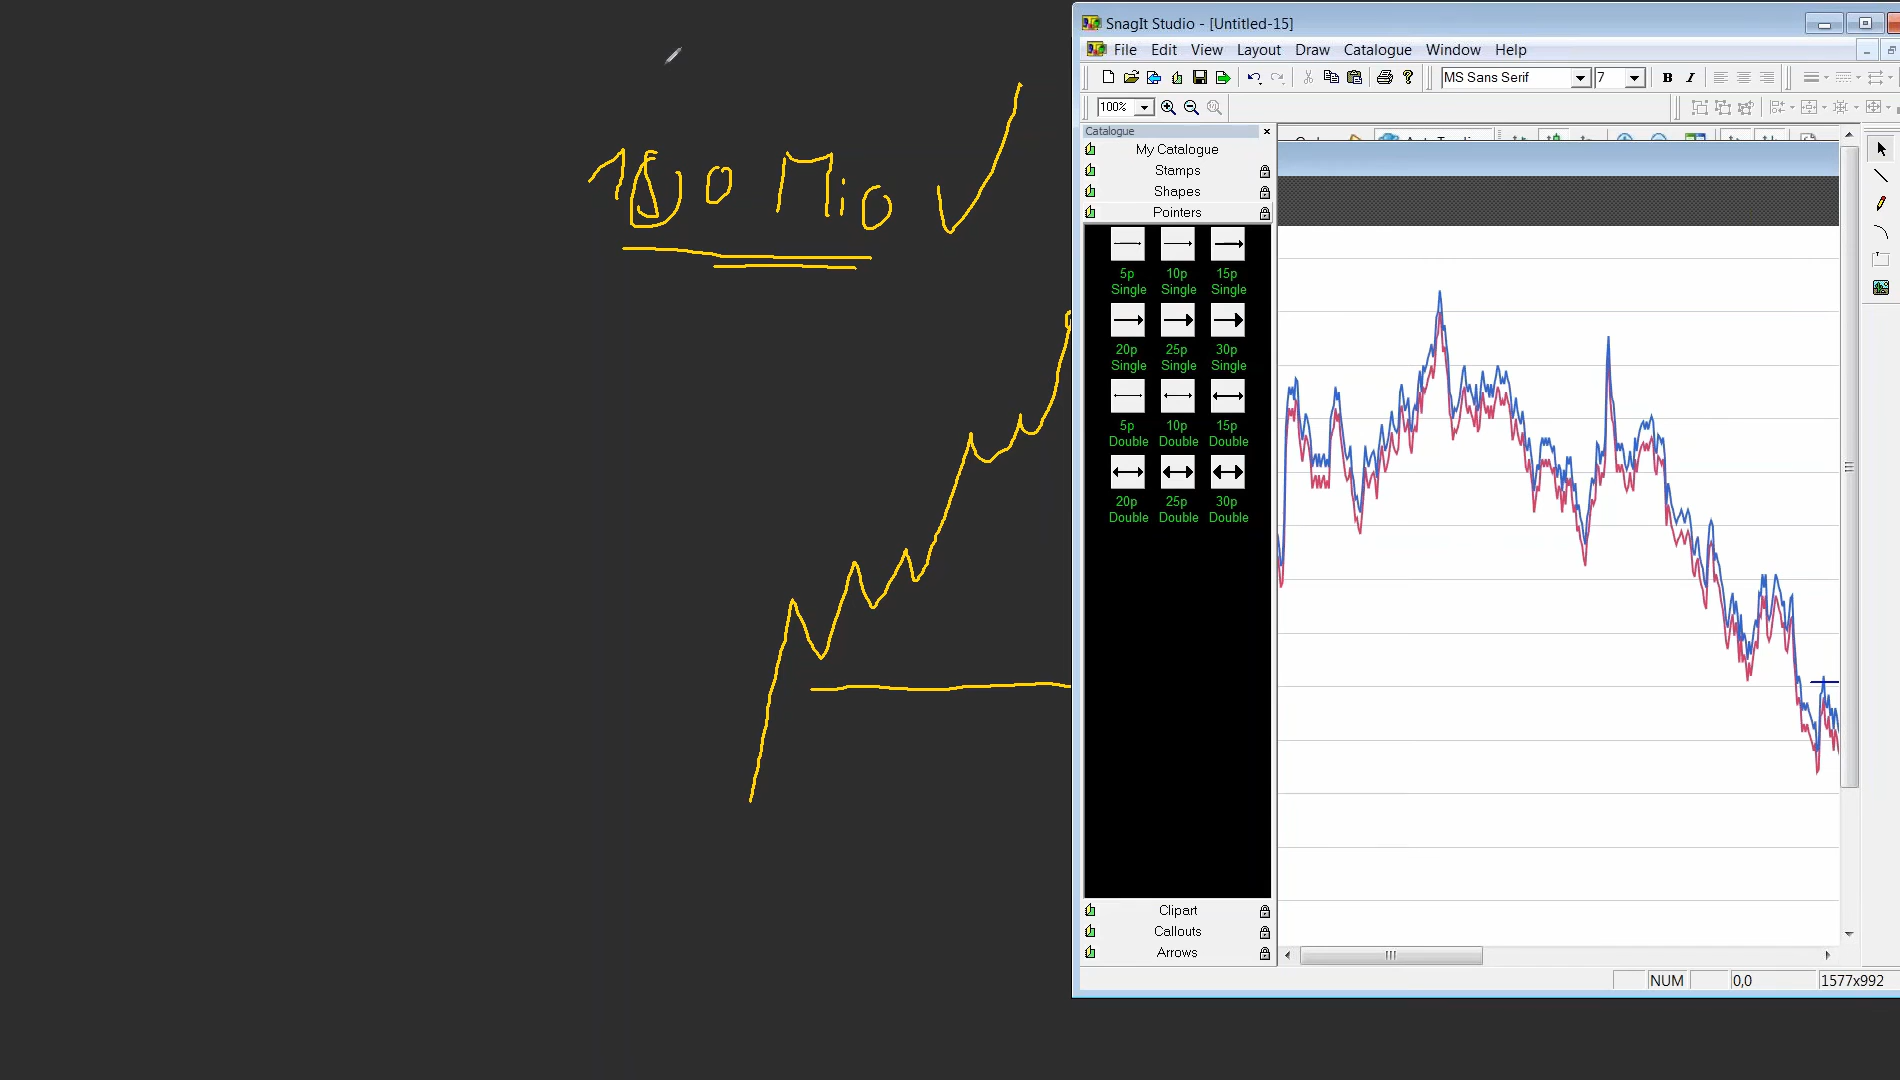 Mio
SnagIt Studio - [Untitled-15]
File Edit View Layout Draw Catalogue Window Help
MS Sans Serif 7 B I
100%
Catalogue
My Catalogue
Stamps
Shapes
Pointers
5p Single 10p Single 15p Single
20p Single 25p Single 30p Single
5p Double 10p Double 15p Double
20p Double 25p Double 30p Double
Clipart
Callouts
Arrows
NUM 0,0 1577x992